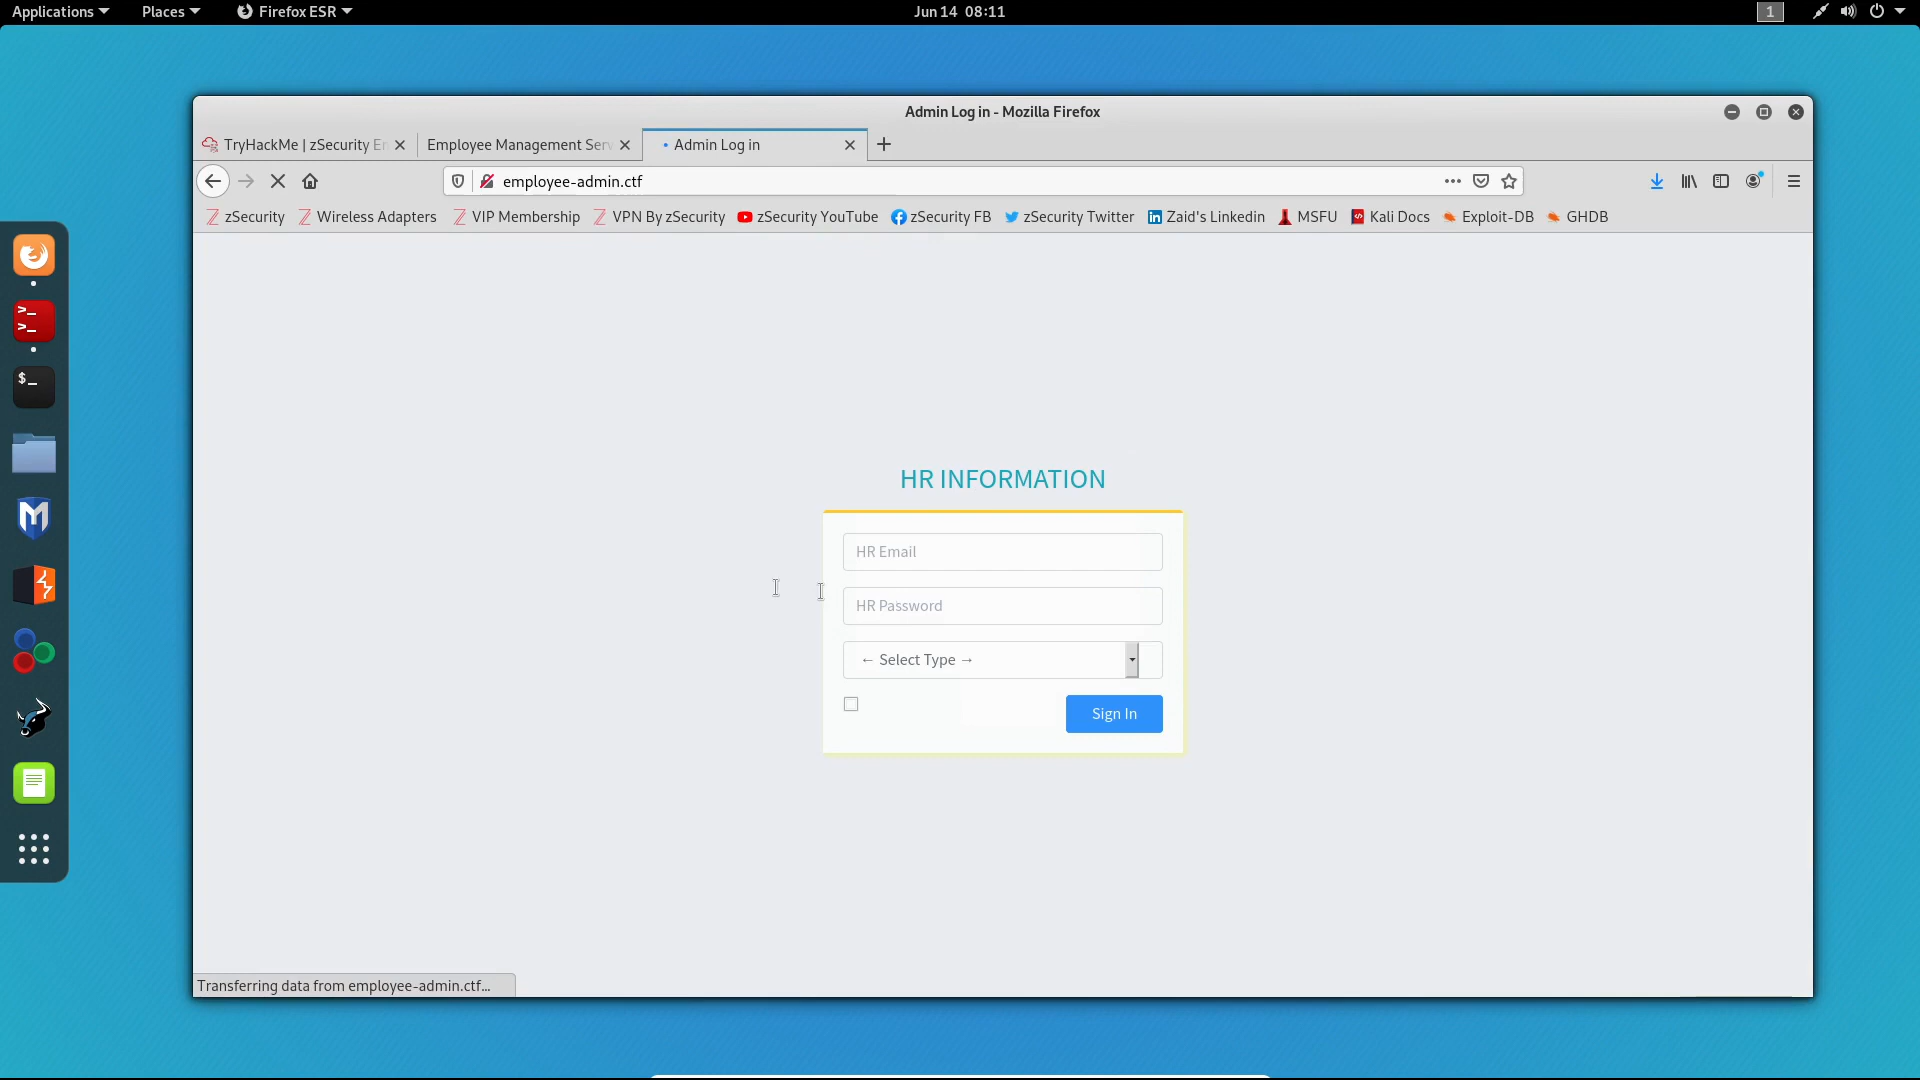 Applications Places Firefox ESR Jun 14 08:11 1
Admin Log in - Mozilla Firefox
TryHackMe | zSecurity En Employee Management Serv Admin Log in
employee-admin.ctf
zSecurity Wireless Adapters VIP Membership VPN By zSecurity zSecurity YouTube zSecurity FB zSecurity Twitter Zaid's Linkedin MSFU Kali Docs Exploit-DB GHDB
HR INFORMATION
HR Email
HR Password
← Select Type →
Sign In
Transferring data from employee-admin.ctf...